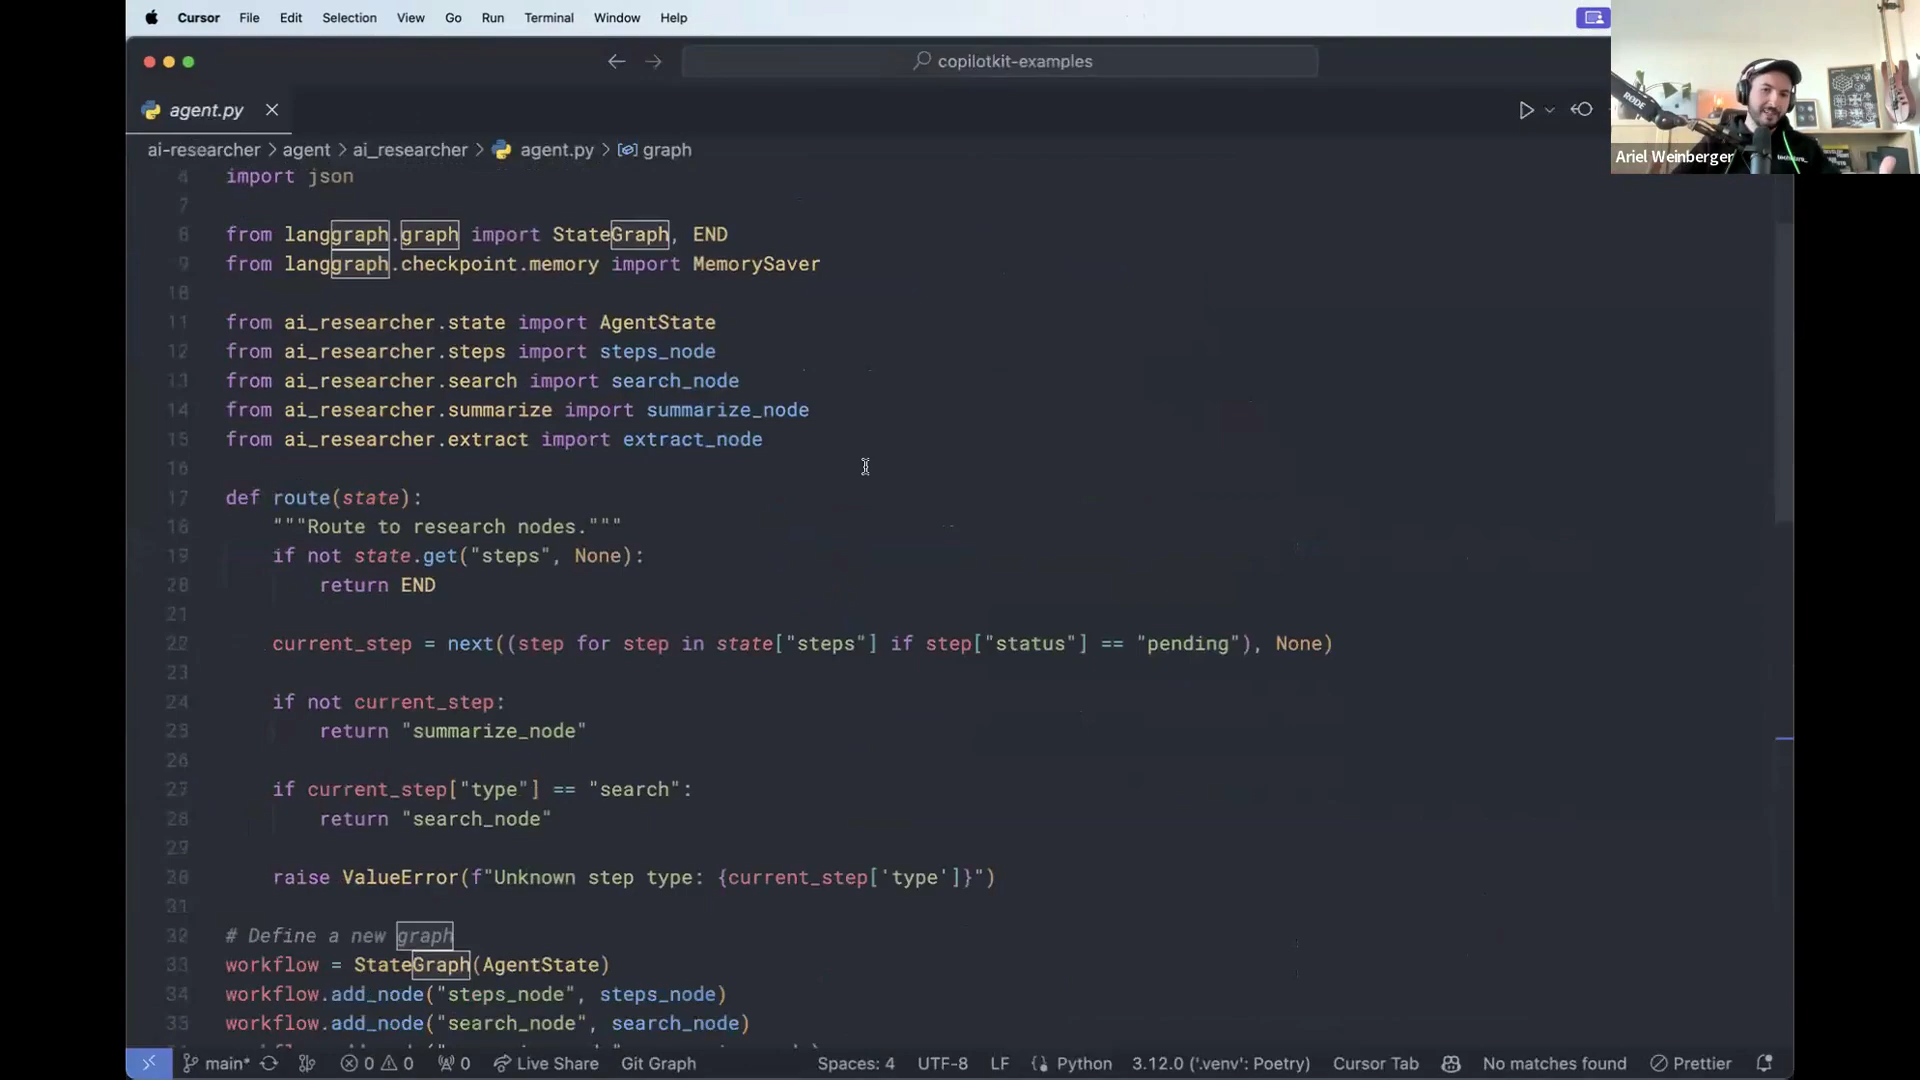 Cursor File Edit Selection View Go Run Terminal Window Help
copilotkit-examples
agent.py
ai-researcher > agent > ai_researcher > agent.py > graph
RØDE
Ariel Weinberger
import json
7
8 from langgraph.graph import StateGraph, END
9 from langgraph.checkpoint.memory import MemorySaver
10
11 from ai_researcher.state import AgentState
12 from ai_researcher.steps import steps_node
13 from ai_researcher.search import search_node
14 from ai_researcher.summarize import summarize_node
15 from ai_researcher.extract import extract_node
16
17 def route(state):
18 """Route to research nodes."""
19 if not state.get("steps", None):
20 return END
21
22 current_step = next((step for step in state["steps"] if step["status"] == "pending"), None)
23
24 if not current_step:
25 return "summarize_node"
26
27 if current_step["type"] == "search":
28 return "search_node"
29
30 raise ValueError(f"Unknown step type: {current_step['type']}")
31
32 # Define a new graph
33 workflow = StateGraph(AgentState)
34 workflow.add_node("steps_node", steps_node)
35 workflow.add_node("search_node", search_node)
main* 0 0 0 Live Share Git Graph Spaces: 4 UTF-8 LF Python 3.12.0 ('.venv': Poetry) Cursor Tab No matches found Prettier